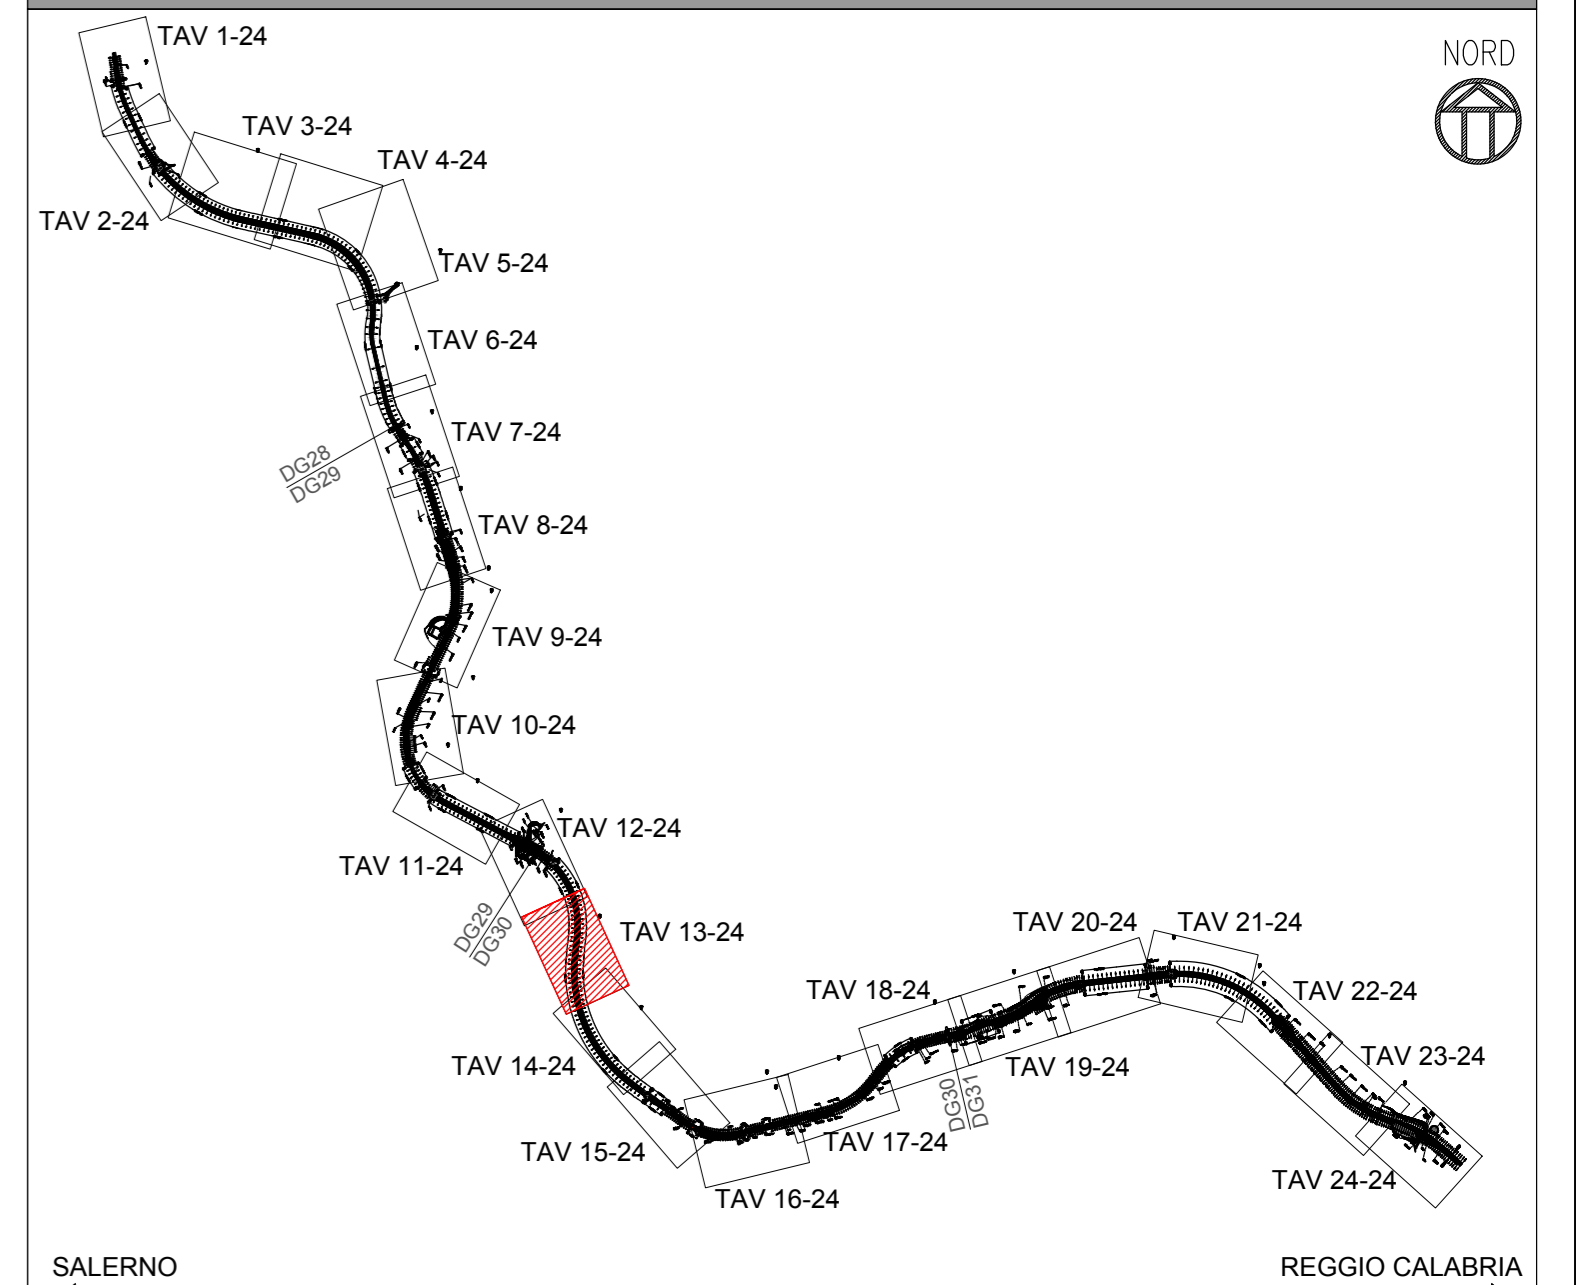 TAV 1-24
NORD
TAV 3-24
TAV 4-24
TAV 2-24
TAV 5-24
TAV 6-24
TAV 7-24
DG28
DG29
TAV 8-24
TAV 9-24
TAV 10-24
TAV 12-24
TAV 11-24
DG29
DG30
TAV 13-24
TAV 20-24
TAV 21-24
TAV 18-24
TAV 22-24
TAV 14-24
TAV 19-24
TAV 23-24
DG30
DG31
TAV 15-24
TAV 17-24
TAV 24-24
TAV 16-24
SALERNO
REGGIO CALABRIA